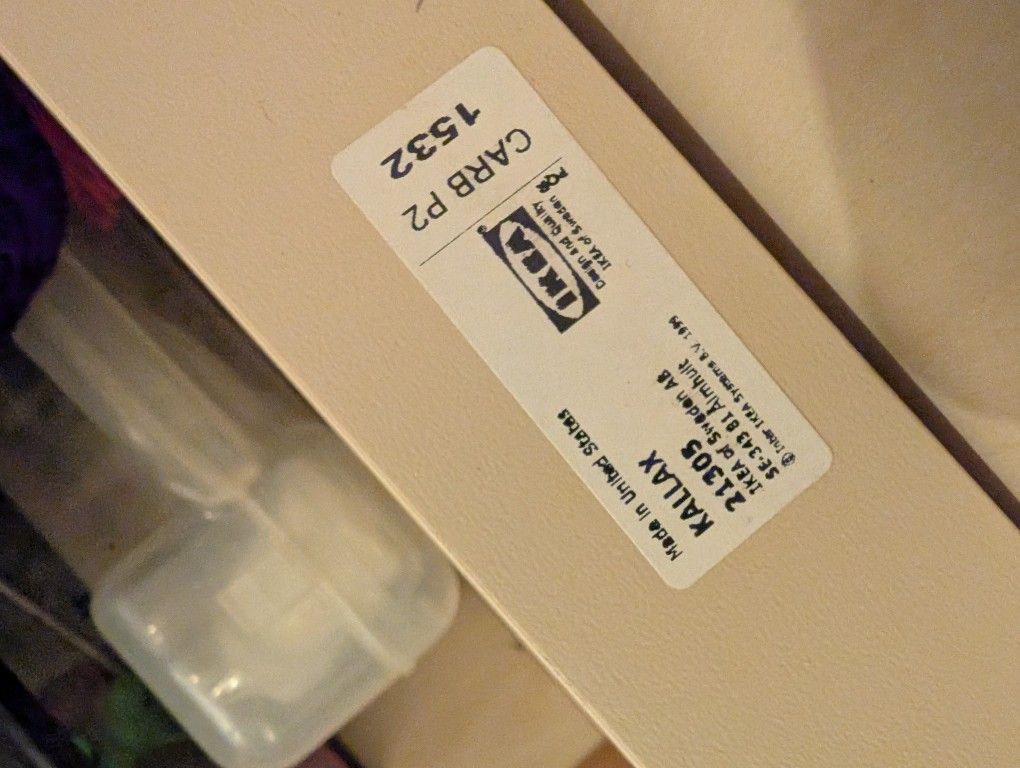 Made in United States
KALLAX
21305
IKEA of Sweden AB
SE-343 81 Älmhult
© Inter IKEA Systems B.V. 1999
IKEA®
Design and Quality
IKEA of Sweden
CARB P2
1532